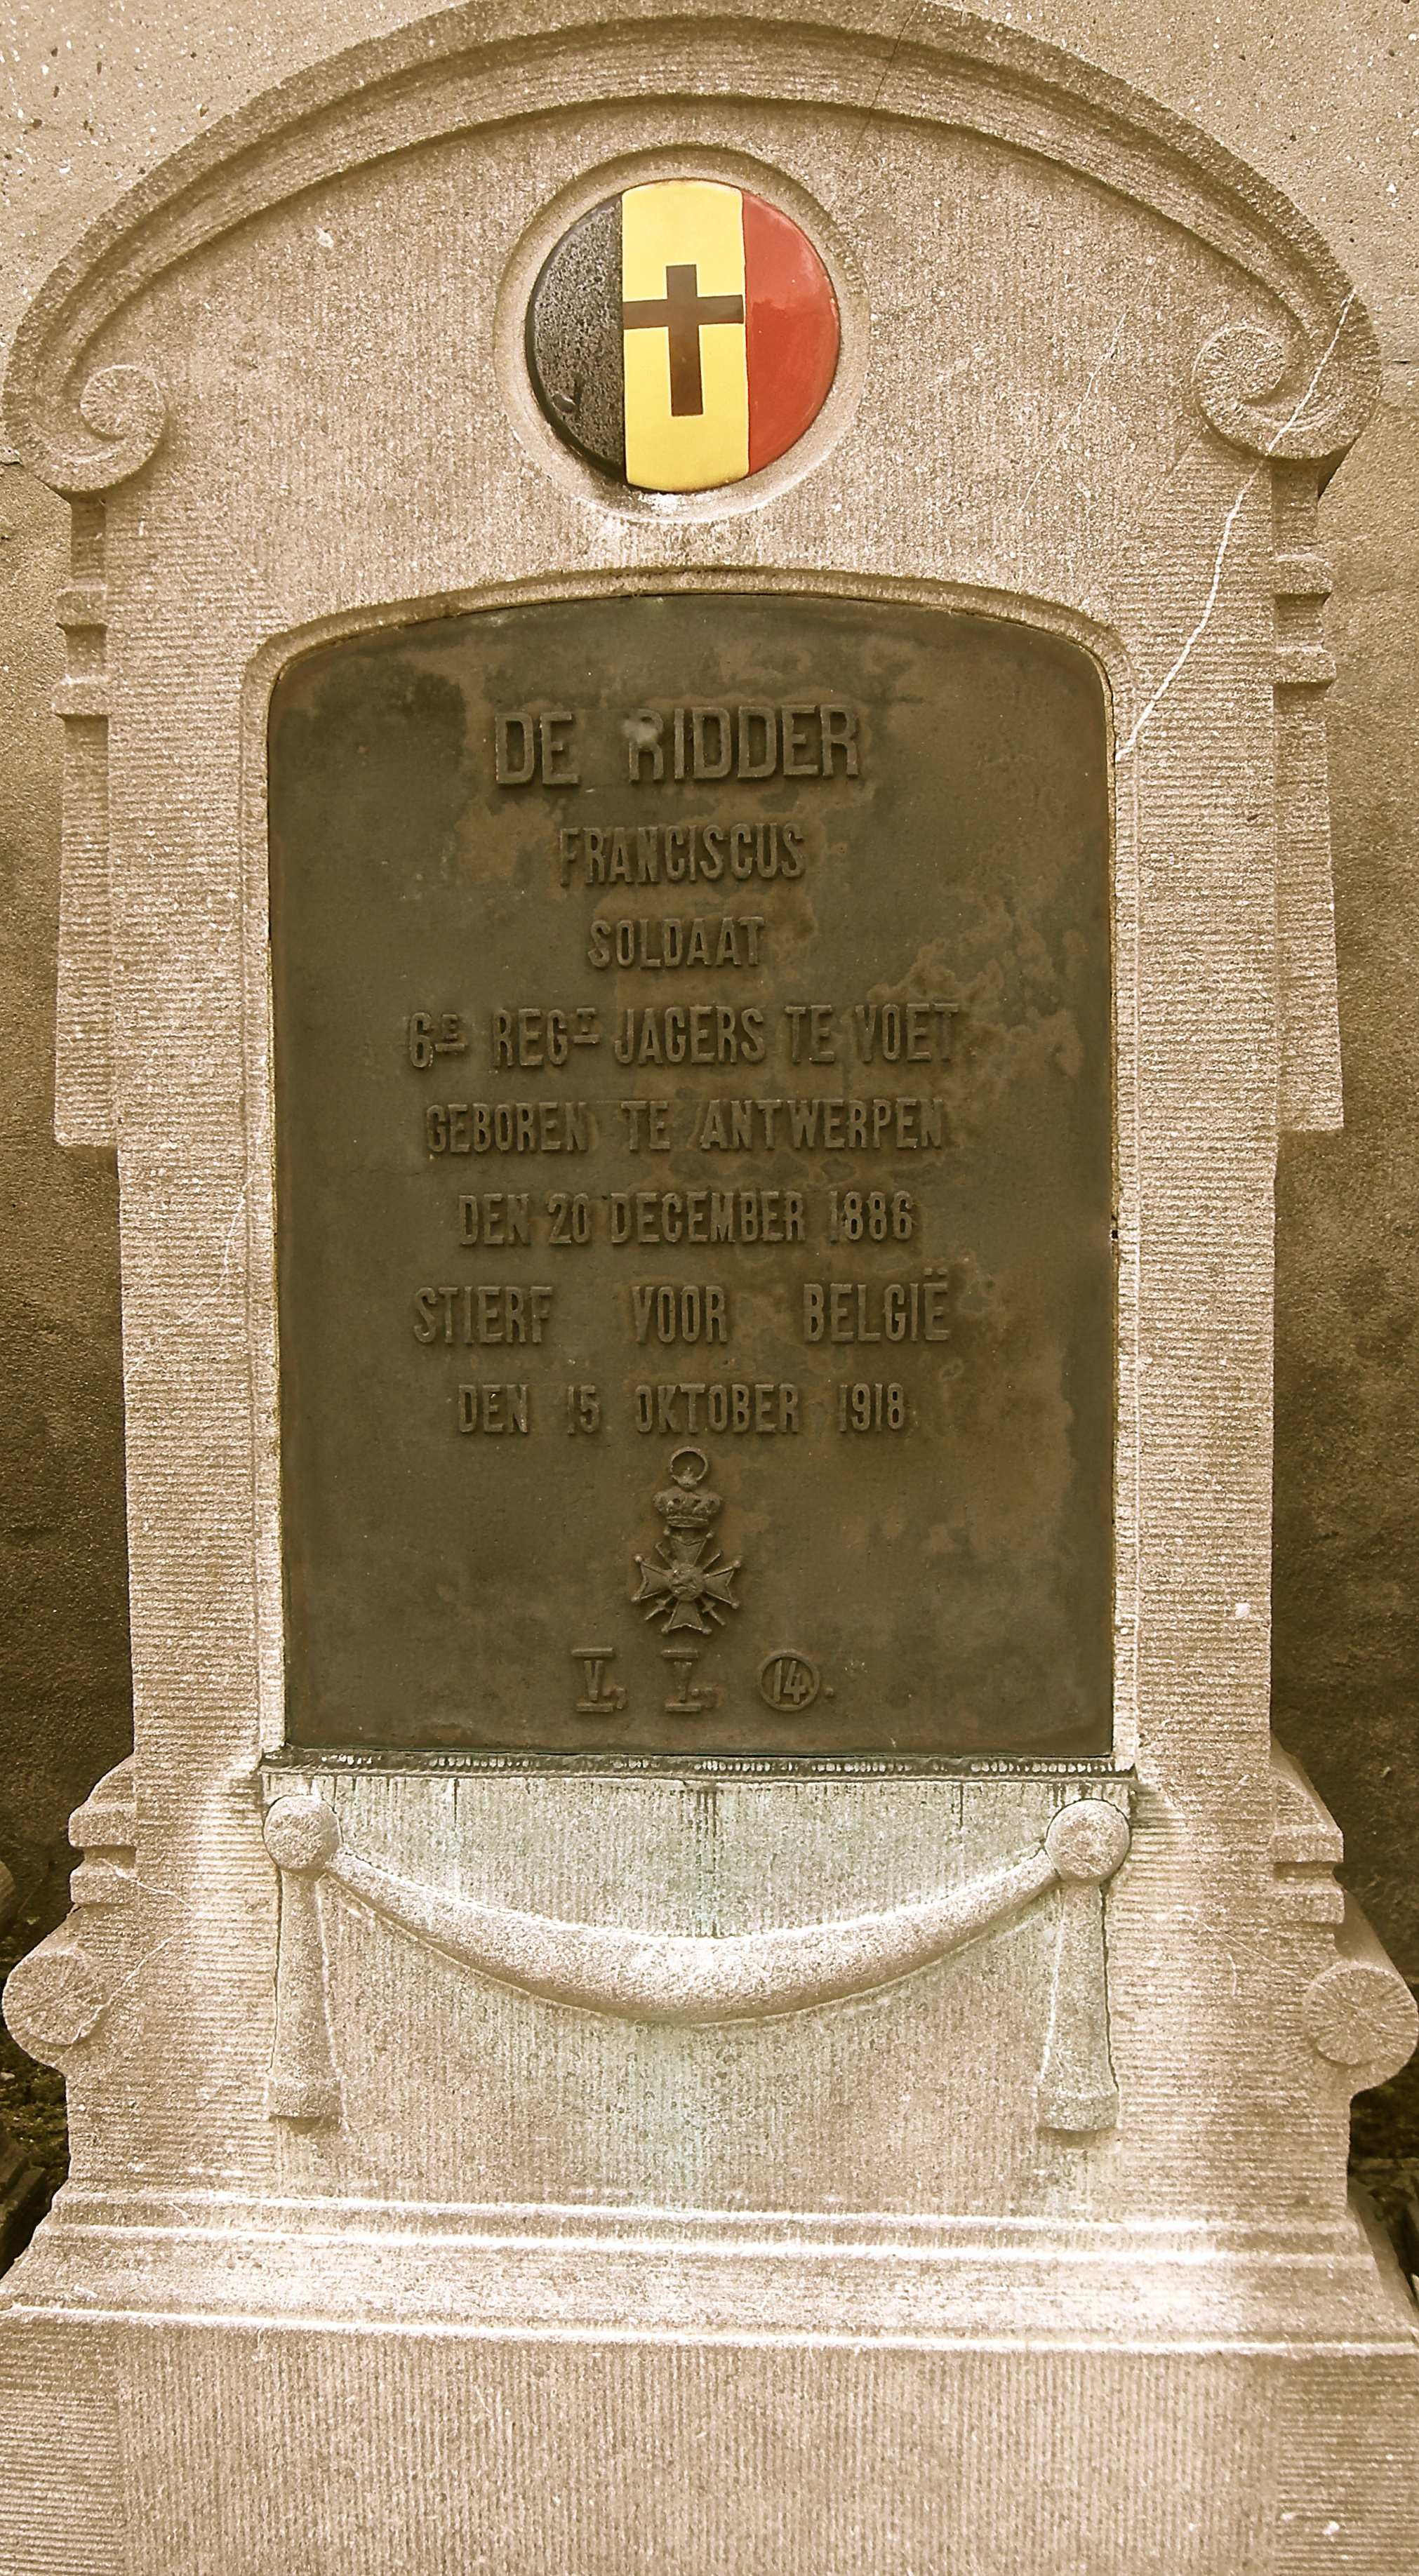 DE RIDDER
FRANCISCUS
SOLDAAT
6E REGT JAGERS TE VOET
GEBOREN TE ANTWERPEN
DEN 20 DECEMBER 1886
STIERF VOOR BELGIË
DEN 15 OKTOBER 1918
V, Y, 14.